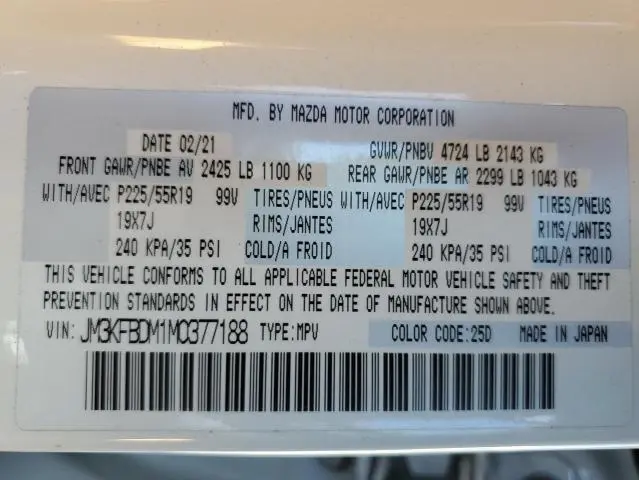 MFD. BY MAZDA MOTOR CORPORATION
DATE 02/21 GVWR/PNBV 4724 LB 2143 KG
FRONT GAWR/PNBE AV 2425 LB 1100 KG REAR GAWR/PNBE AR 2299 LB 1043 KG
WITH/AVEC P225/55R19 99V TIRES/PNEUS WITH/AVEC P225/55R19 99V TIRES/PNEUS
19X7J RIMS/JANTES 19X7J RIMS/JANTES
240 KPA/35 PSI COLD/A FROID 240 KPA/35 PSI COLD/A FROID
THIS VEHICLE CONFORMS TO ALL APPLICABLE FEDERAL MOTOR VEHICLE SAFETY AND THEFT
PREVENTION STANDARDS IN EFFECT ON THE DATE OF MANUFACTURE SHOWN ABOVE.
VIN: JM3KFBDM1M0377188 TYPE:MPV COLOR CODE:25D MADE IN JAPAN